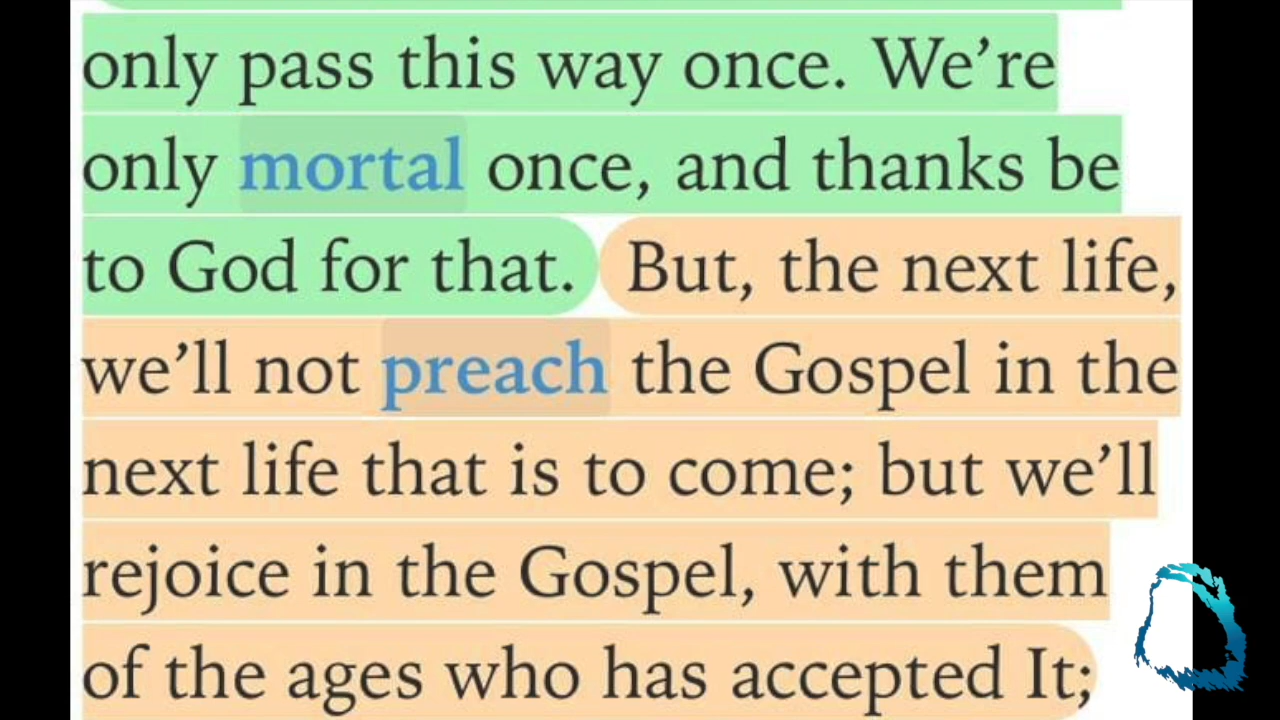 only pass this way once. We’re
only mortal once, and thanks be
to God for that. But, the next life,
we’ll not preach the Gospel in the
next life that is to come; but we’ll
rejoice in the Gospel, with them
of the ages who has accepted It;